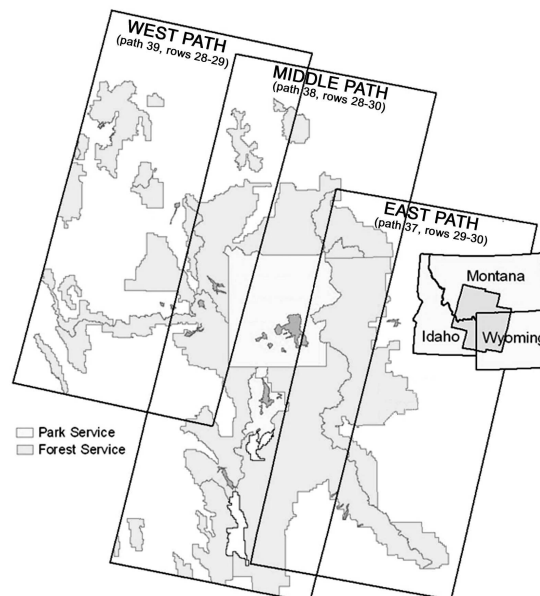 WEST PATH
(path 39, rows 28-29)
MIDDLE PATH
(path 38, rows 28-30)
EAST PATH
(path 37, rows 29-30)
Montana
Idaho
Wyoming
Park Service
Forest Service